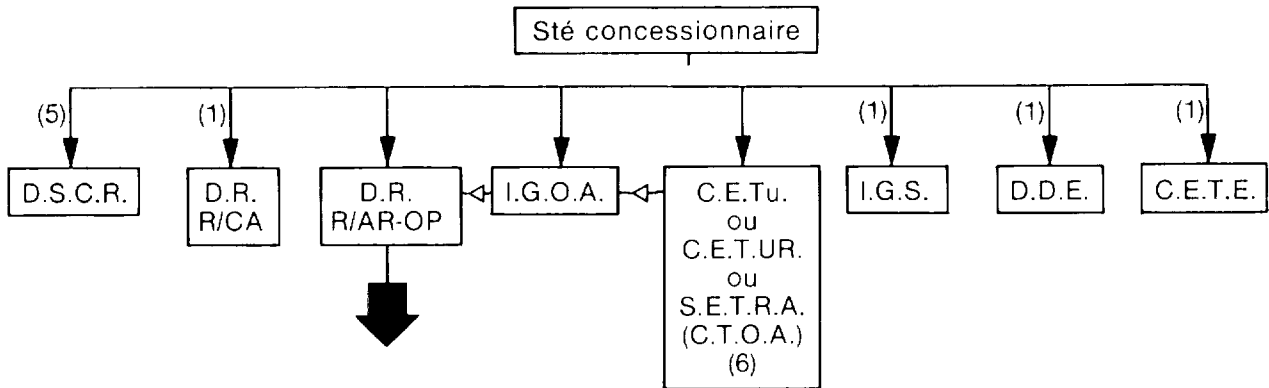 Sté concessionnaire
(5)
(1)
(1)
(1)
(1)
D.S.C.R.
D.R.
R/CA
D.R.
R/AR-OP
I.G.O.A.
C.E.Tu.
ou
C.E.T.UR.
ou
S.E.T.R.A.
(C.T.O.A.)
(6)
I.G.S.
D.D.E.
C.E.T.E.